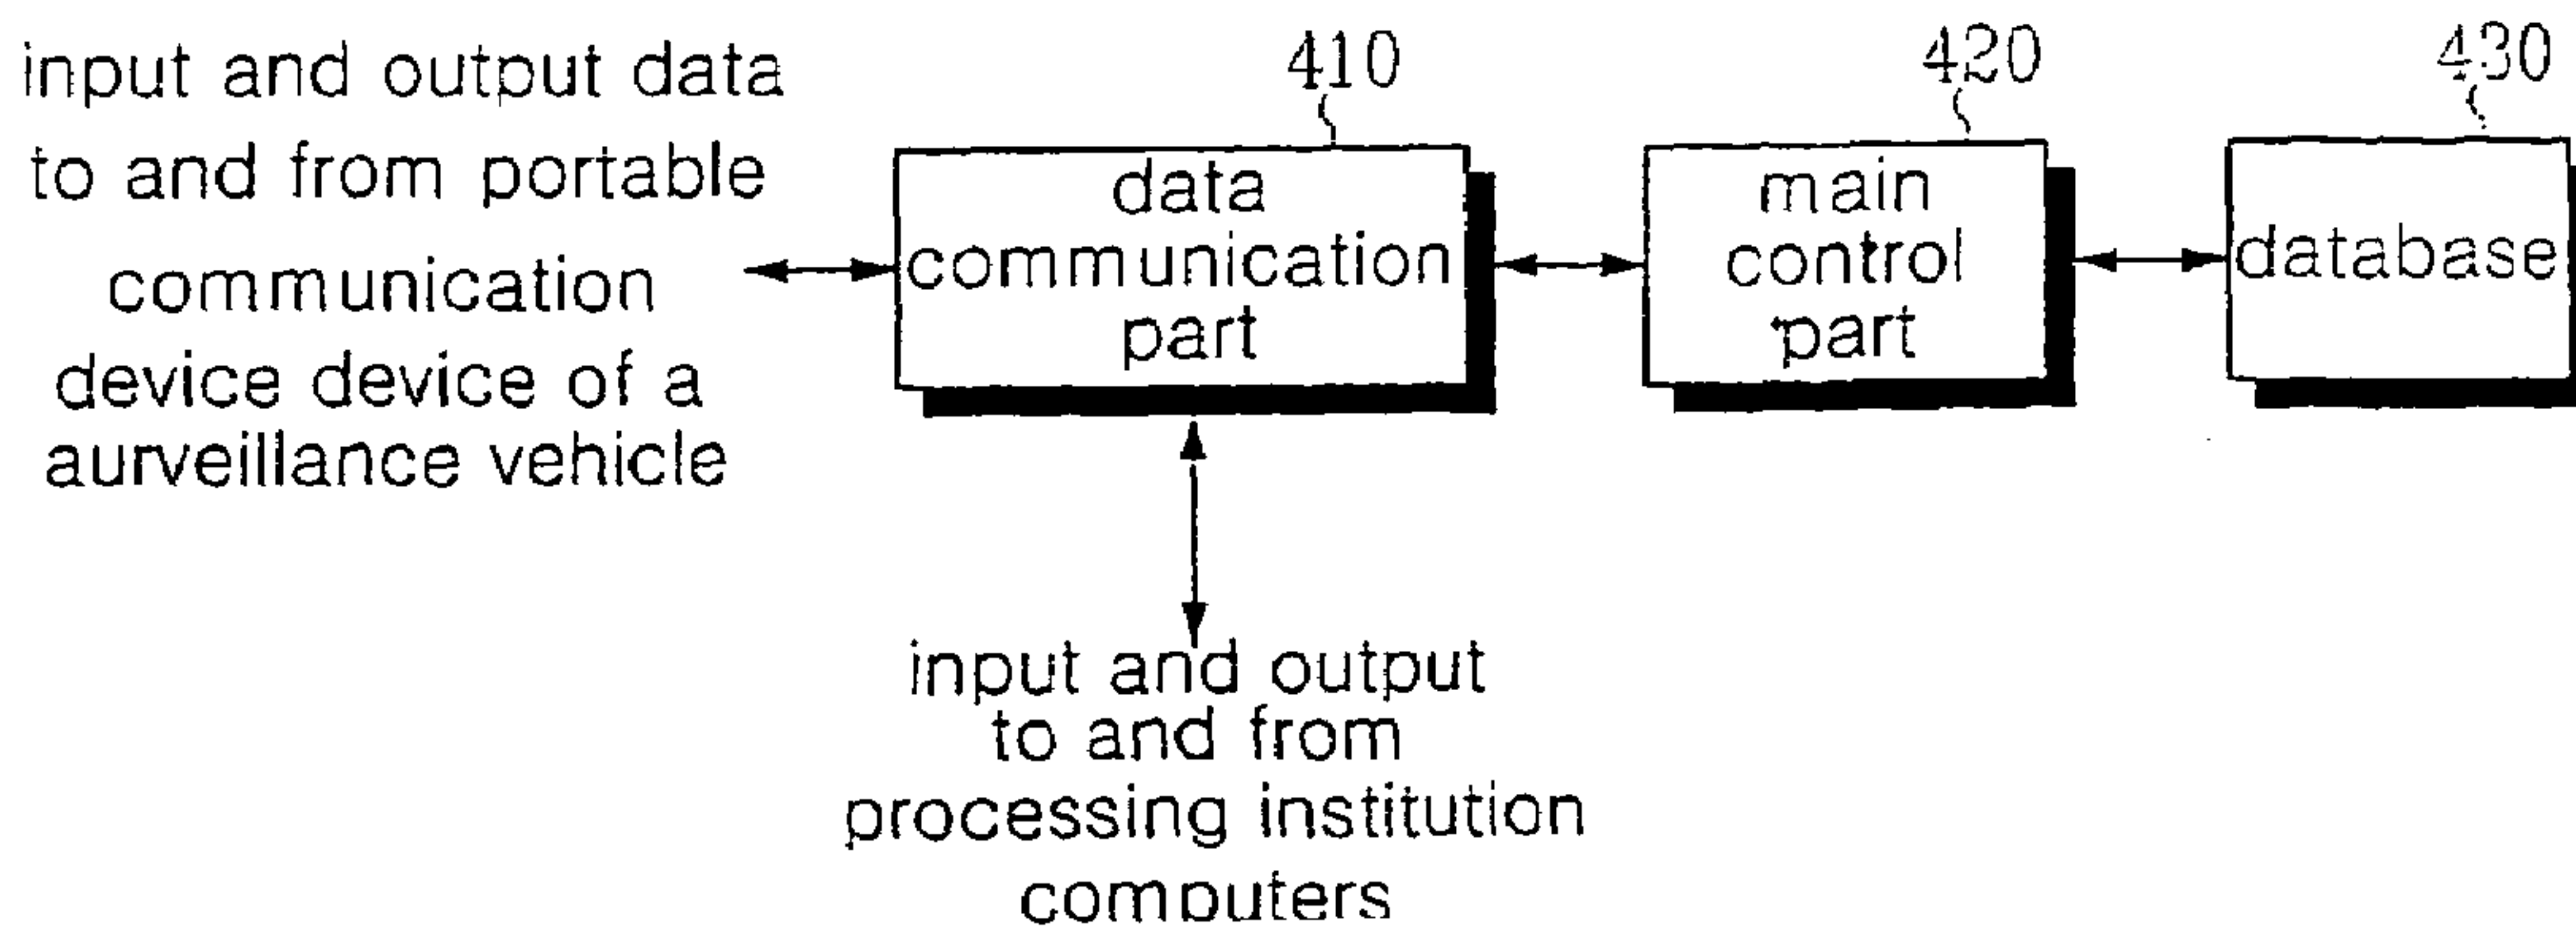 input and output data
to and from portable
communication
device device of a
aurveillance vehicle
410
data
communication
part
420
main
control
part
430
database
input and output
to and from
processing institution
computers